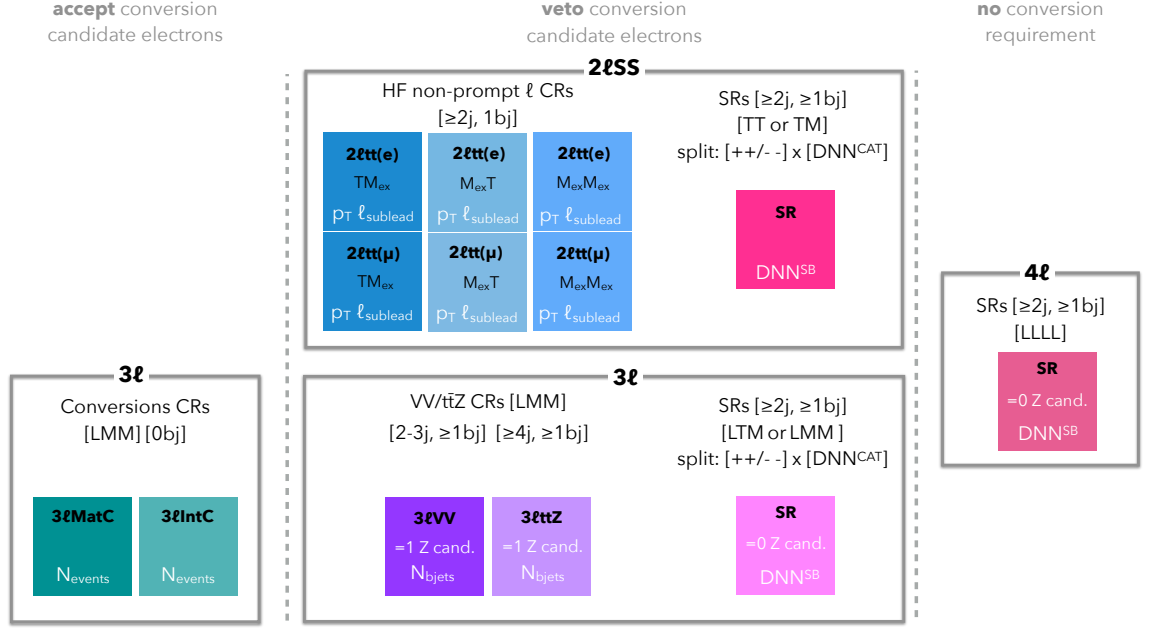 accept conversion
candidate electrons
veto conversion
candidate electrons
no conversion
requirement
2ℓSS
HF non-prompt ℓ CRs
[≥2j, 1bj]
2ℓtt(e)
TMex
pT ℓsublead
2ℓtt(e)
MexT
pT ℓsublead
2ℓtt(e)
MexMex
pT ℓsublead
2ℓtt(μ)
TMex
pT ℓsublead
2ℓtt(μ)
MexT
pT ℓsublead
2ℓtt(μ)
MexMex
pT ℓsublead
SRs [≥2j, ≥1bj]
[TT or TM]
split: [++/- -] x [DNNCAT]
SR
DNNSB
4ℓ
SRs [≥2j, ≥1bj]
[LLLL]
SR
=0 Z cand.
DNNSB
3ℓ
Conversions CRs
[LMM] [0bj]
3ℓMatC
Nevents
3ℓIntC
Nevents
3ℓ
VV/tt̄Z CRs [LMM]
[2-3j, ≥1bj] [≥4j, ≥1bj]
3ℓVV
=1 Z cand.
Nbjets
3ℓttZ
=1 Z cand.
Nbjets
SRs [≥2j, ≥1bj]
[LTM or LMM ]
split: [++/- -] x [DNNCAT]
SR
=0 Z cand.
DNNSB